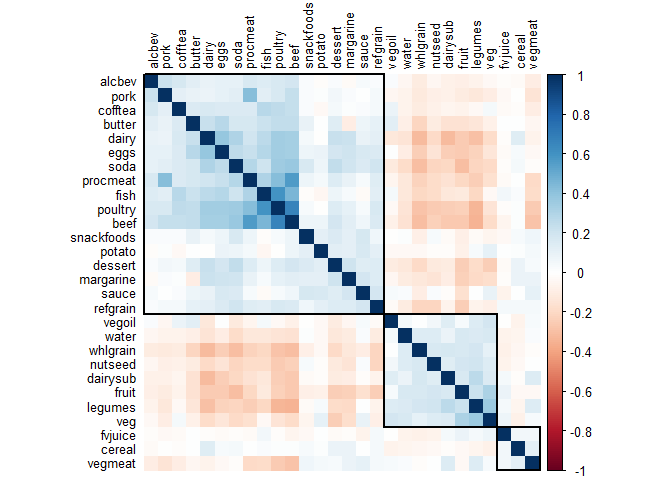 alcbev
pork
cofftea
butter
dairy
eggs
soda
procmeat
fish
poultry
beef
snackfoods
potato
dessert
margarine
sauce
refgrain
vegoil
water
whlgrain
nutseed
dairysub
fruit
legumes
veg
fvjuice
cereal
vegmeat
alcbev
pork
cofftea
butter
dairy
eggs
soda
procmeat
fish
poultry
beef
snackfoods
potato
dessert
margarine
sauce
refgrain
vegoil
water
whlgrain
nutseed
dairysub
fruit
legumes
veg
fvjuice
cereal
vegmeat
1
0.8
0.6
0.4
0.2
0
-0.2
-0.4
-0.6
-0.8
-1